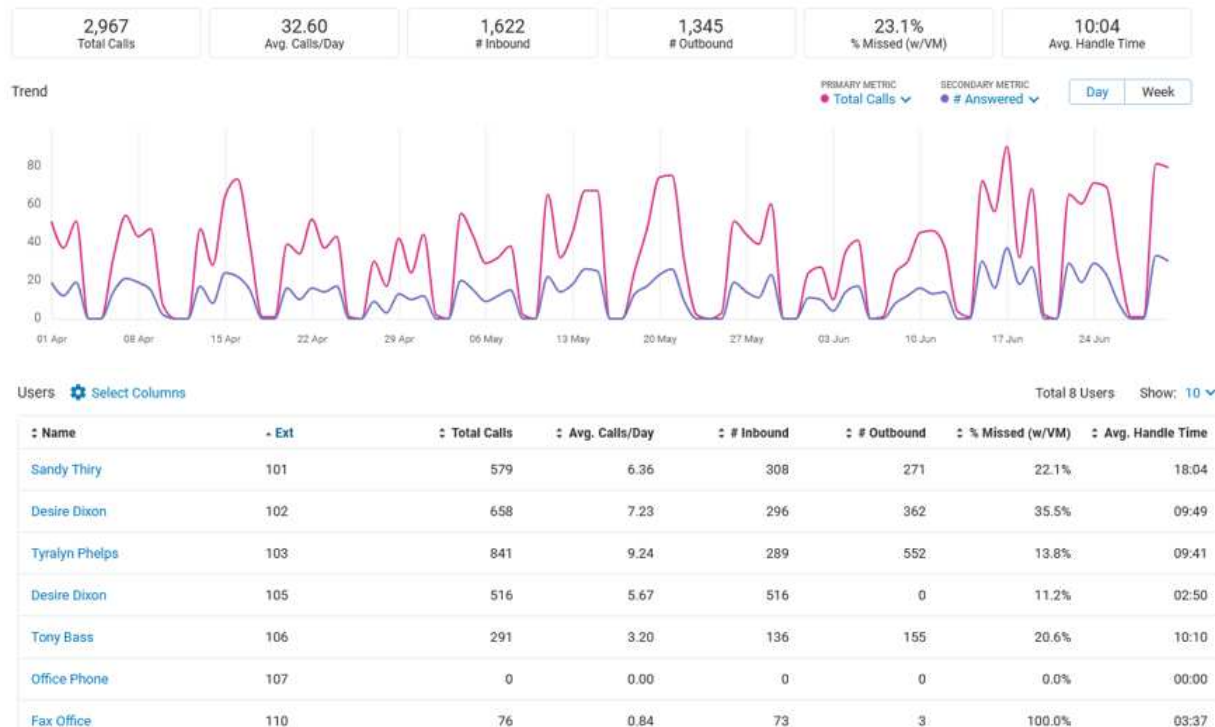 2,967 32.60 1,622 1,345 23.1% 10:04
Total Calls Avg. Calls/Day # Inbound # Outbound % Missed (w/VM) Avg. Handle Time
Trend PRIMARY METRIC SECONDARY METRIC
Total Calls # Answered Day Week
80
60
40
20
0
01 Apr 08 Apr 15 Apr 22 Apr 29 Apr 06 May 13 May 20 May 27 May 03 Jun 10 Jun 17 Jun 24 Jun
Users Select Columns Total 8 Users Show: 10
Name Ext Total Calls Avg. Calls/Day # Inbound # Outbound % Missed (w/VM) Avg. Handle Time
Sandy Thiry 101 579 6.36 308 271 22.1% 18:04
Desire Dixon 102 658 7.23 296 362 35.5% 09:49
Tyralyn Phelps 103 841 9.24 289 552 13.8% 09:41
Desire Dixon 105 516 5.67 516 0 11.2% 02:50
Tony Bass 106 291 3.20 136 155 20.6% 10:10
Office Phone 107 0 0.00 0 0 0.0% 00:00
Fax Office 110 76 0.84 73 3 100.0% 03:37